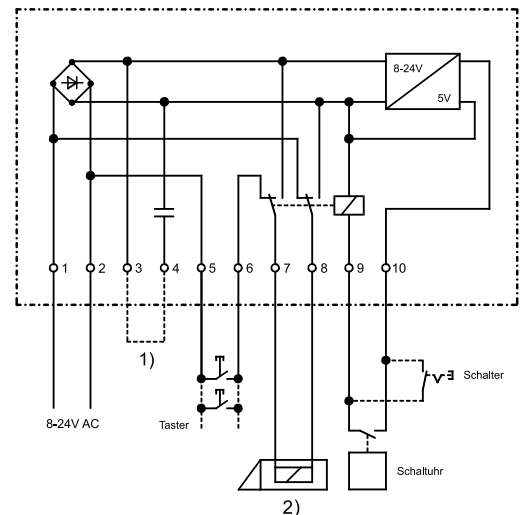 8-24V
5V
1 2 3 4 5 6 7 8 9 10
1)
Schalter
8-24V AC
Taster
Schaltuhr
2)